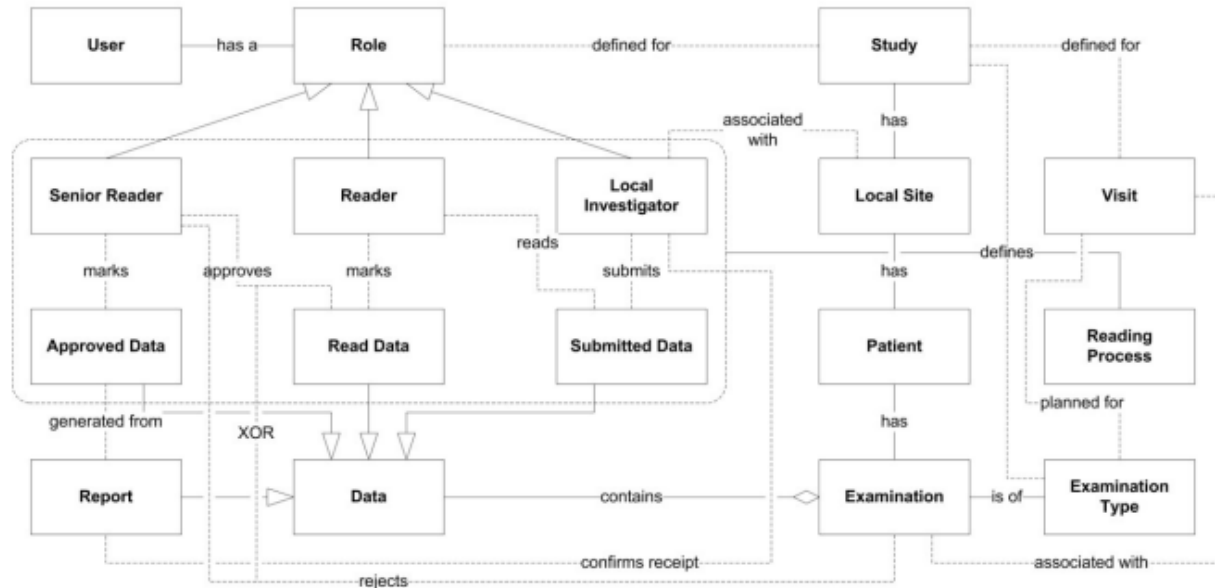 User
has a
Role
defined for
Study
defined for
associated
with
has
Senior Reader
Reader
Local
Investigator
Local Site
Visit
reads
marks
approves
marks
submits
has
defines
Approved Data
Read Data
Submitted Data
Patient
Reading
Process
generated from
XOR
has
planned for
Report
Data
contains
Examination
is of
Examination
Type
confirms receipt
associated with
rejects